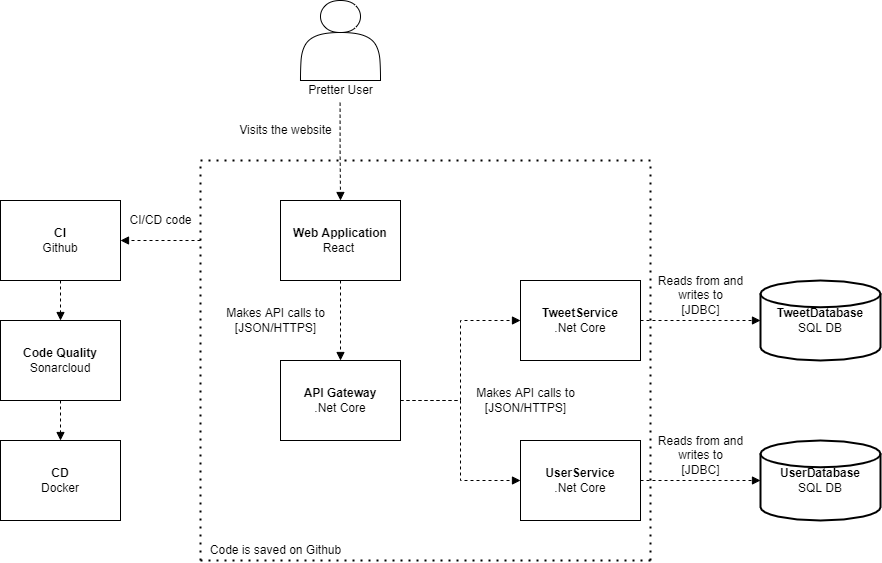 Pretter User
Visits the website
CI/CD code
CI
Github
Web Application
React
Makes API calls to
[JSON/HTTPS]
Code Quality
Sonarcloud
API Gateway
.Net Core
Makes API calls to
[JSON/HTTPS]
TweetService
.Net Core
Reads from and
writes to
[JDBC]
TweetDatabase
SQL DB
CD
Docker
UserService
.Net Core
Reads from and
writes to
[JDBC]
UserDatabase
SQL DB
Code is saved on Github